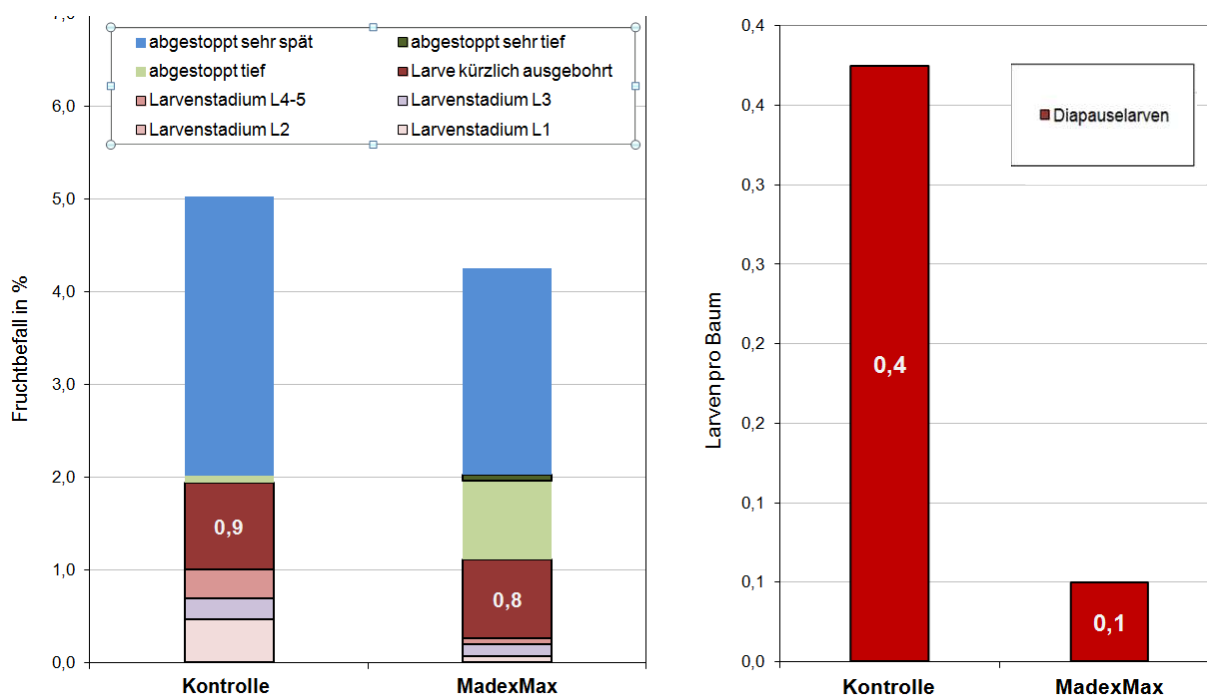 7,0
abgestoppt sehr spät abgestoppt sehr tief
abgestoppt tief Larve kürzlich ausgebohrt
Larvenstadium L4-5 Larvenstadium L3
Larvenstadium L2 Larvenstadium L1
6,0
5,0
4,0
3,0
2,0
1,0
0,0
Fruchtbefall in %
0,9
0,8
Kontrolle MadexMax
0,4
0,4
0,3
0,3
0,2
0,2
0,1
0,1
0,0
Larven pro Baum
Diapauselarven
0,4
0,1
Kontrolle MadexMax